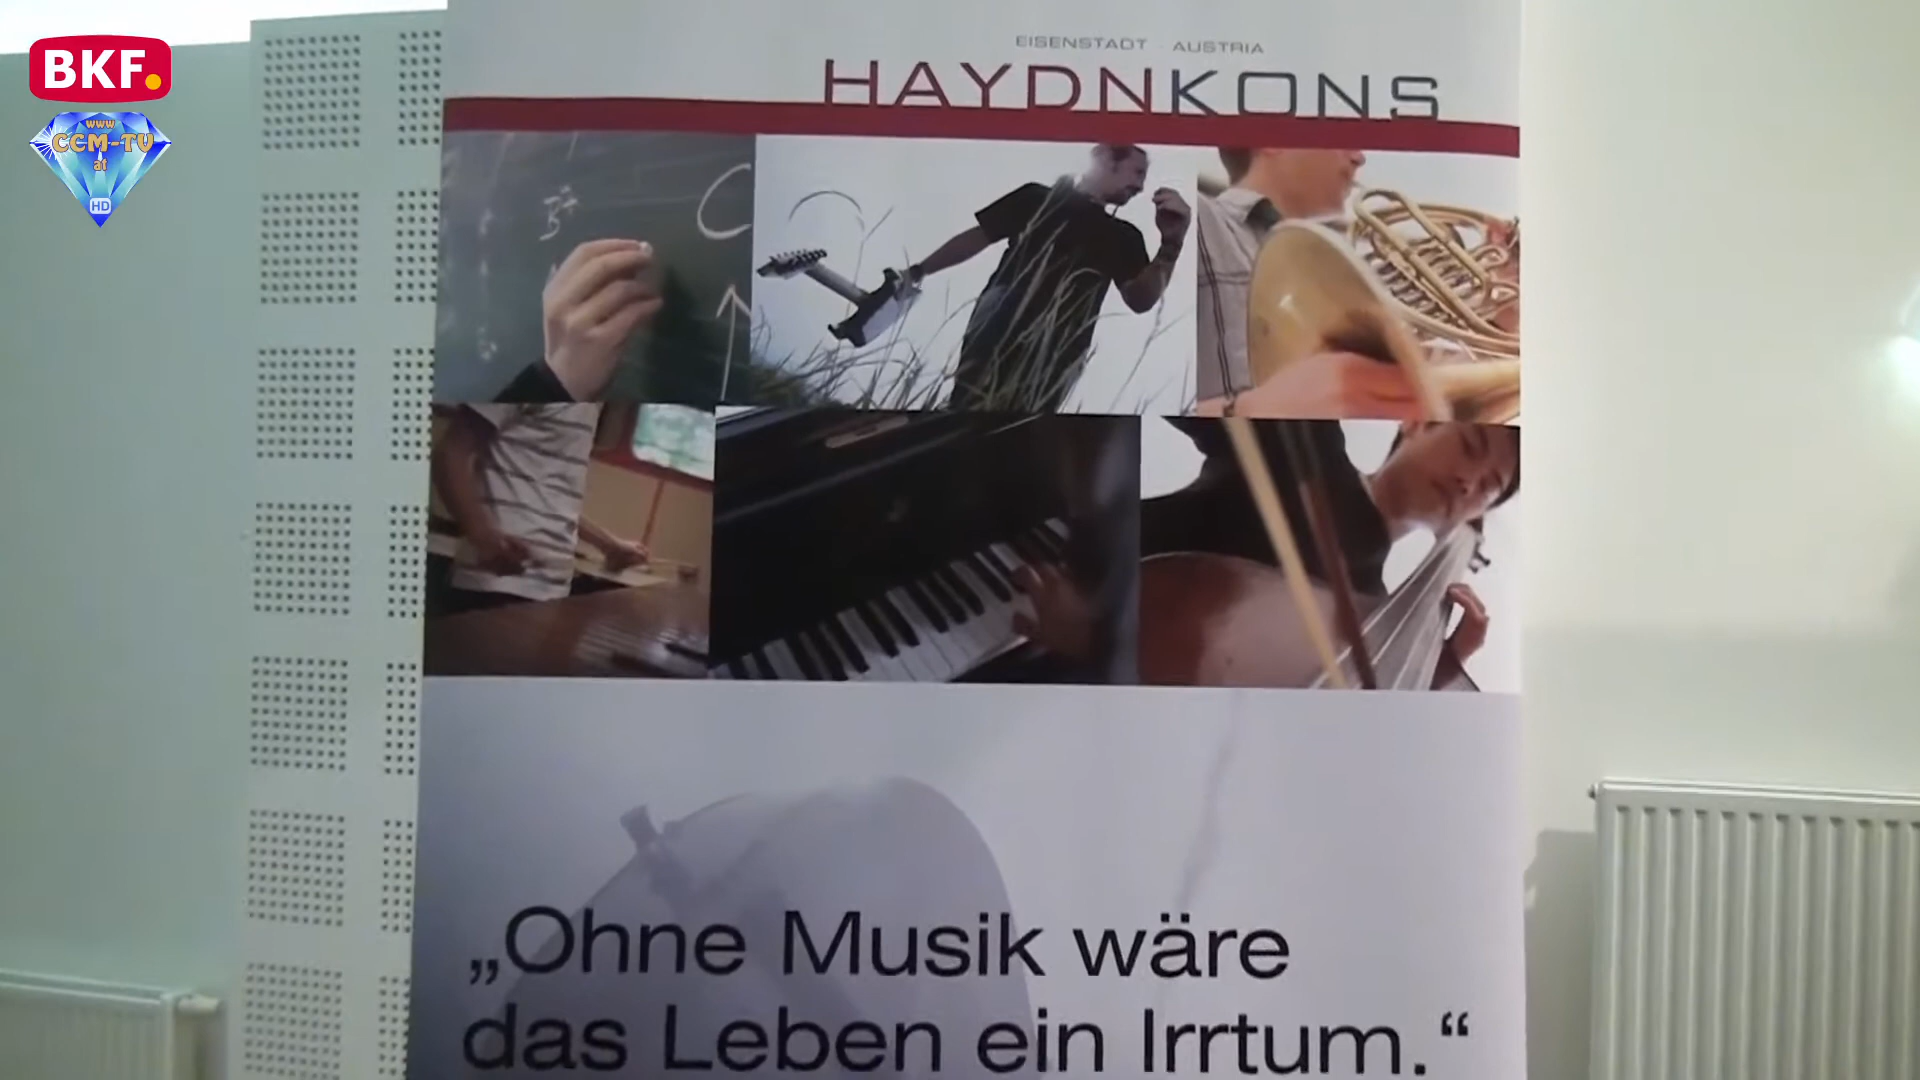 BKF.
www
CCM-TV
at
HD
EISENSTADT - AUSTRIA
HAYDNKONS
B+
C
„Ohne Musik wäre
das Leben ein Irrtum.“